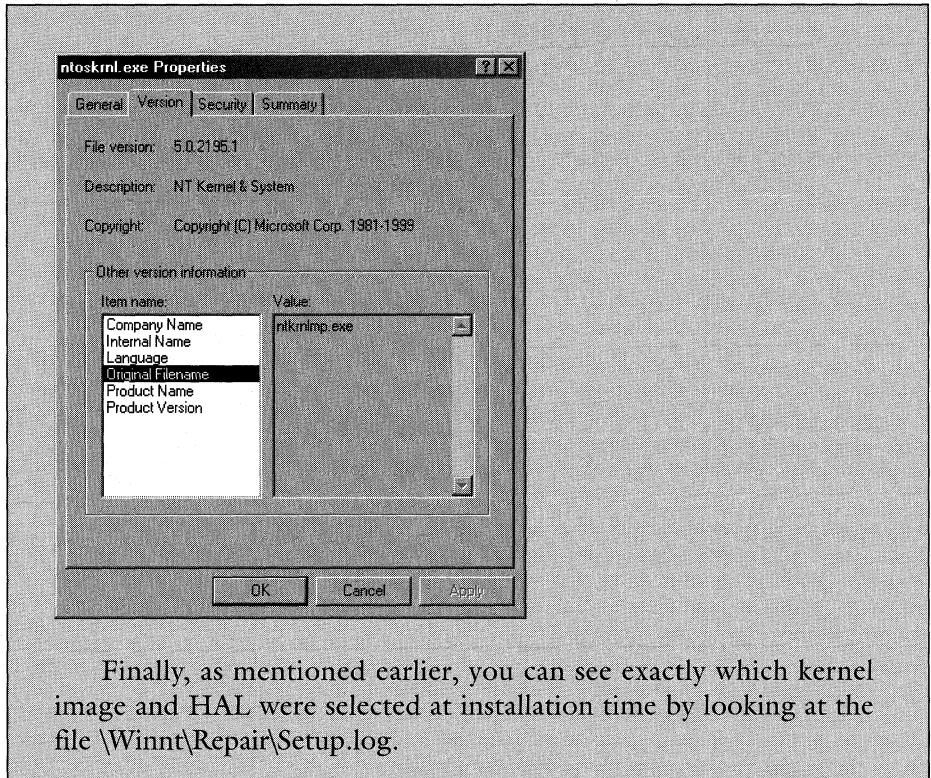 ntoskrnl.exe Properties
General Version Security Summary
File version: 5.0.2195.1
Description: NT Kernel & System
Copyright: Copyright (C) Microsoft Corp. 1981-1999
Other version information
Item name: Value:
Company Name ntkrnlmp.exe
Internal Name
Language
Original Filename
Product Name
Product Version
OK Cancel Apply
Finally, as mentioned earlier, you can see exactly which kernel
image and HAL were selected at installation time by looking at the
file \Winnt\Repair\Setup.log.